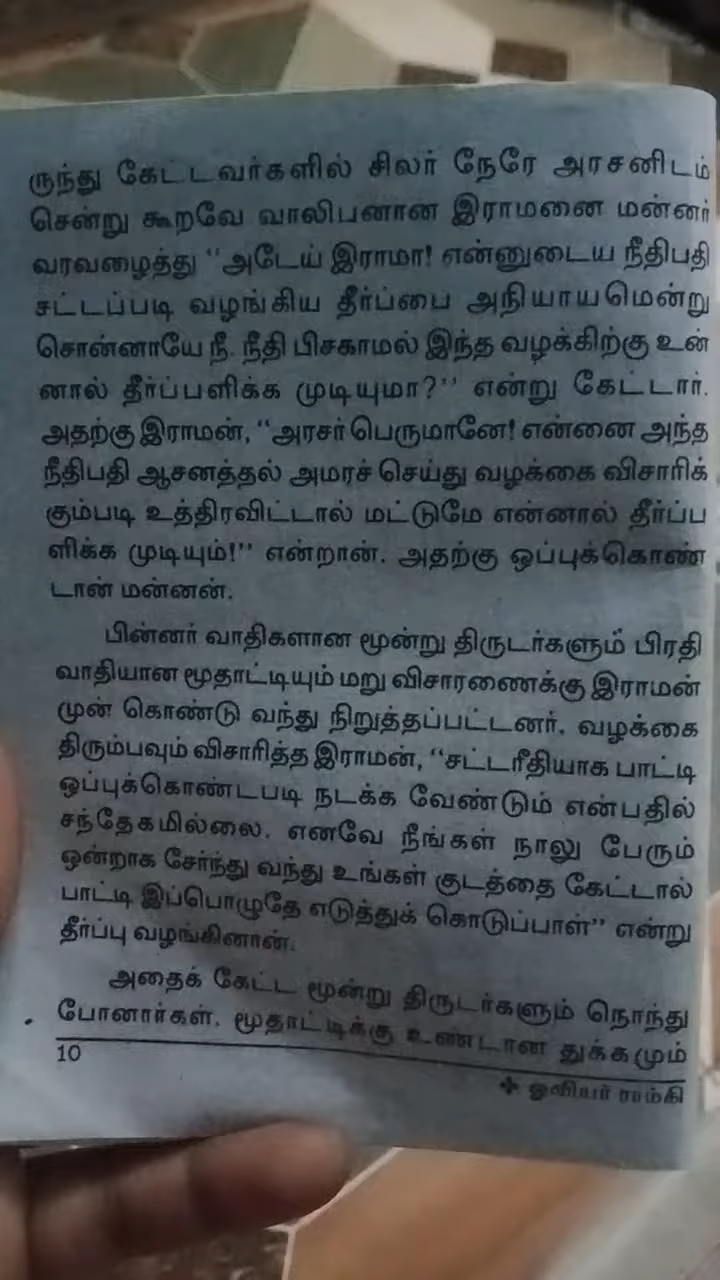 ருந்து கேட்டவர்களில் சிலர் நேரே அரசனிடம்
சென்று கூறவே வாலிபனான இராமனை மன்னர்
வரவழைத்து "அடேய் இராமா! என்னுடைய நீதிபதி
சட்டப்படி வழங்கிய தீர்ப்பை அநியாயமென்று
சொன்னாயே நீ. நீதி பிசகாமல் இந்த வழக்கிற்கு உன்
னால் தீர்ப்பளிக்க முடியுமா?" என்று கேட்டார்.
அதற்கு இராமன், "அரசர் பெருமானே! என்னை அந்த
நீதிபதி ஆசனத்தல் அமரச் செய்து வழக்கை விசாரிக்
கும்படி உத்திரவிட்டால் மட்டுமே என்னால் தீர்ப்ப
ளிக்க முடியும்!" என்றான். அதற்கு ஒப்புக்கொண்
டான் மன்னன்.
பின்னர் வாதிகளான மூன்று திருடர்களும் பிரதி
வாதியான மூதாட்டியும் மறு விசாரணைக்கு இராமன்
முன் கொண்டு வந்து நிறுத்தப்பட்டனர். வழக்கை
திரும்பவும் விசாரித்த இராமன், "சட்டரீதியாக பாட்டி
ஒப்புக்கொண்டபடி நடக்க வேண்டும் என்பதில்
சந்தேகமில்லை. எனவே நீங்கள் நாலு பேரும்
ஒன்றாக சேர்ந்து வந்து உங்கள் குடத்தை கேட்டால்
பாட்டி இப்பொழுதே எடுத்துக் கொடுப்பாள்" என்று
தீர்ப்பு வழங்கினான்.
அதைக் கேட்ட மூன்று திருடர்களும் நொந்து
போனார்கள். மூதாட்டிக்கு உண்டான துக்கமும்
10
✤ ஓவியர் ராம்கி